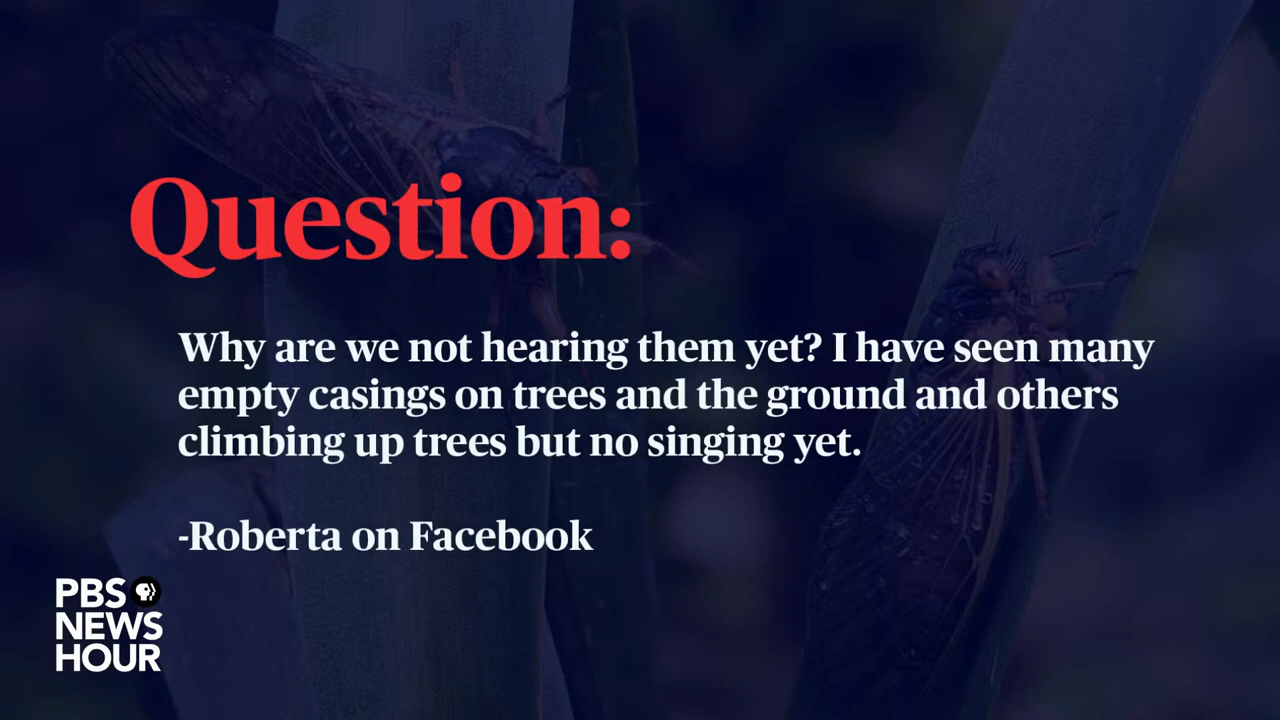 Question:
Why are we not hearing them yet? I have seen many
empty casings on trees and the ground and others
climbing up trees but no singing yet.
-Roberta on Facebook
PBS
NEWS
HOUR